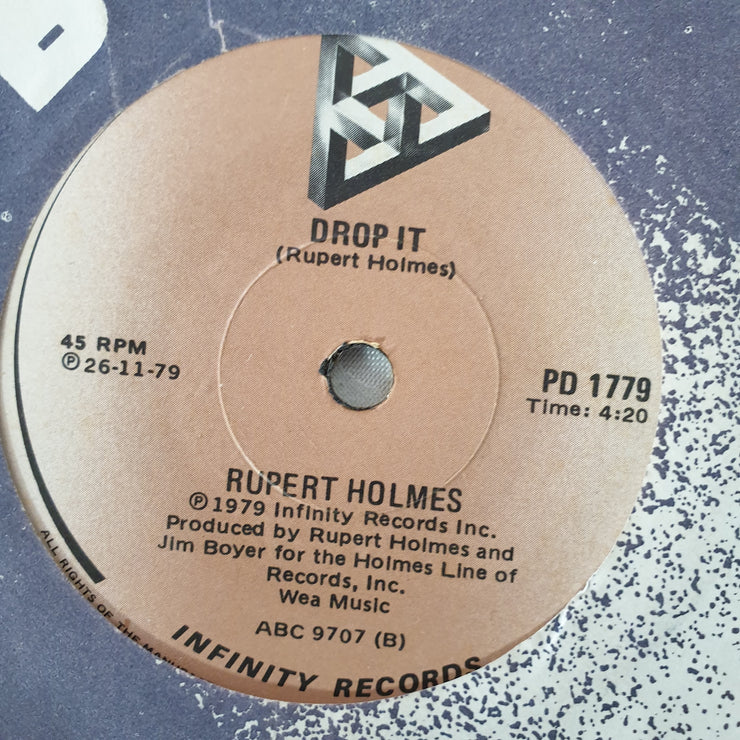 DROP IT
(Rupert Holmes)
45 RPM
℗ 26-11-79
PD 1779
Time: 4:20
RUPERT HOLMES
℗ 1979 Infinity Records Inc.
Produced by Rupert Holmes and
Jim Boyer for the Holmes Line of
Records, Inc.
Wea Music
ABC 9707 (B)
ALL RIGHTS OF THE
INFINITY RECORDS